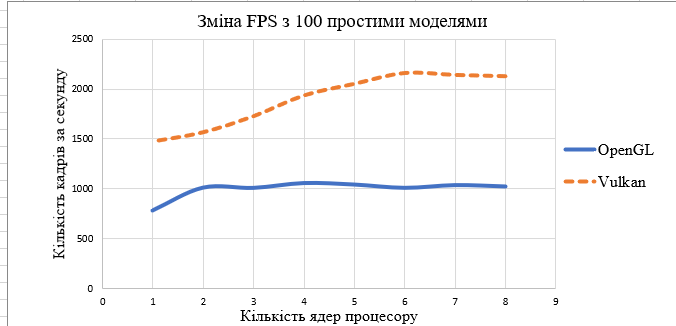 Зміна FPS з 100 простими моделями
Кількість кадрів за секунду
2500
2000
1500
1000
500
0
0 1 2 3 4 5 6 7 8 9
Кількість ядер процесору
OpenGL
Vulkan